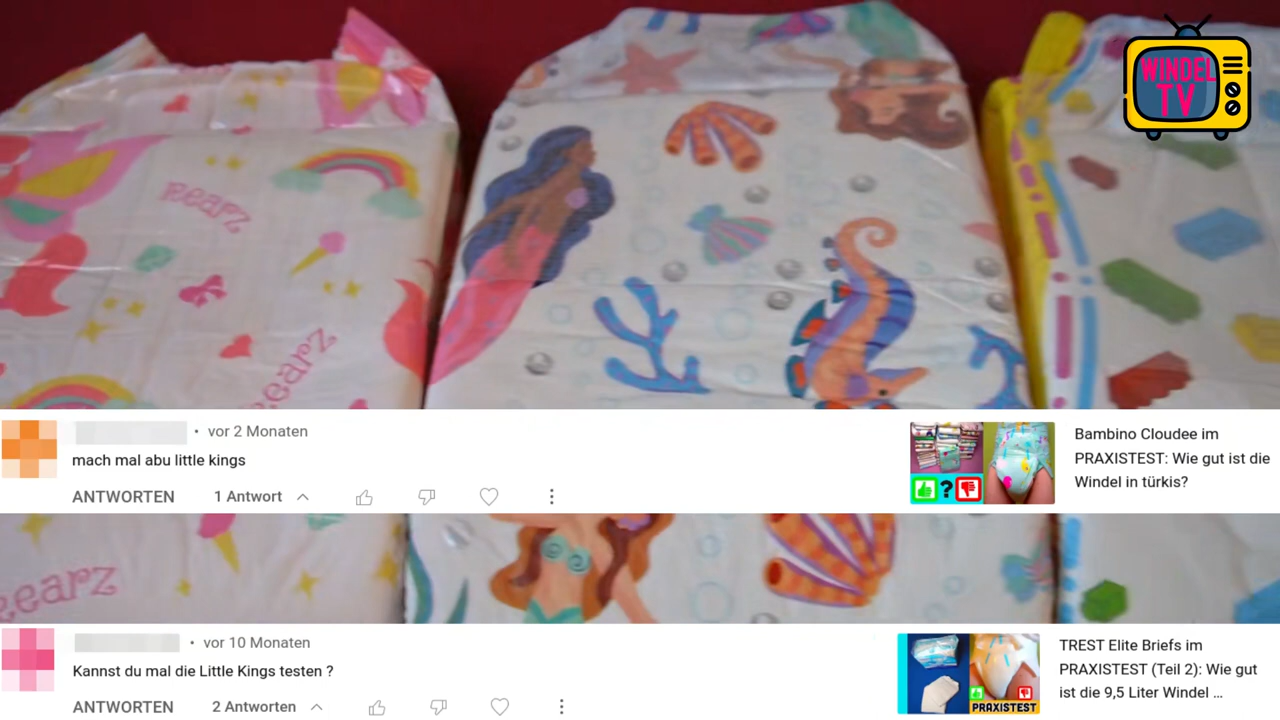 WINDEL
TV
Rearz
Rearz
vor 2 Monaten
mach mal abu little kings
ANTWORTEN 1 Antwort
Bambino Cloudee im
PRAXISTEST: Wie gut ist die
Windel in türkis?
?
Rearz
vor 10 Monaten
Kannst du mal die Little Kings testen ?
ANTWORTEN 2 Antworten
TREST Elite Briefs im
PRAXISTEST (Teil 2): Wie gut
ist die 9,5 Liter Windel ...
PRAXISTEST